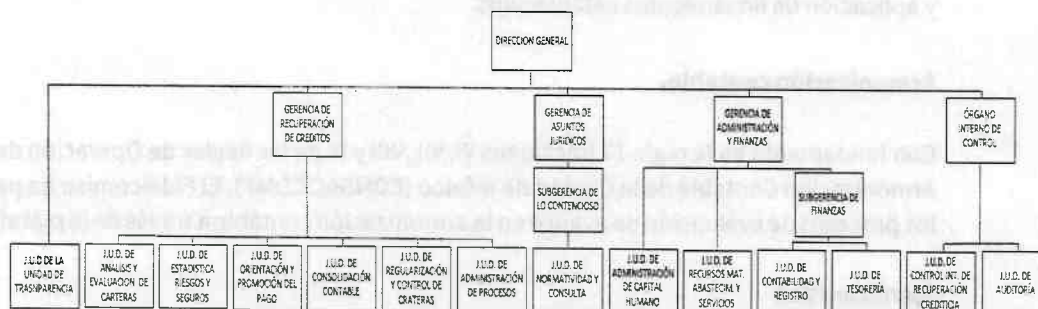 DIRECCION GENERAL
GERENCIA DE
RECUPERACIÓN
DE CREDITOS
GERENCIA DE
ASUNTOS
JURIDICOS
GERENCIA DE
ADMINISTRACIÓN
Y FINANZAS
ÓRGANO
INTERNO DE
CONTROL
SUBGERENCIA DE
LO CONTENCIOSO
SUBGERENCIA DE
FINANZAS
J.U.D DE LA
UNIDAD DE
TRASNPARENCIA
J.U.D. DE
ANALISIS Y
EVALUACION DE
CARTERAS
J.U.D. DE
ESTADISTICA
RIESGOS Y
SEGUROS
J.U.D. DE
ORIENTACIÓN Y
PROMOCIÓN DEL
PAGO
J.U.D. DE
CONSOLIDACIÓN
CONTABLE
J.U.D. DE
REGULARIZACIÓN
Y CONTROL DE
CRATERAS
J.U.D. DE
ADMINISTRACIÓN
DE PROCESOS
J.U.D. DE
NORMATIVIDAD Y
CONSULTA
J.U.D. DE
ADMINISTRACIÓN
DE CAPITAL
HUMANO
J.U.D. DE
RECURSOS MAT.
ABASTECIM. Y
SERVICIOS
J.U.D. DE
CONTABILIDAD Y
REGISTRO
J.U.D. DE
TESORERÍA
J.U.D. DE
CONTROL INT. DE
RECUPERACIÓN
CREDITICIA
J.U.D. DE
AUDITORÍA